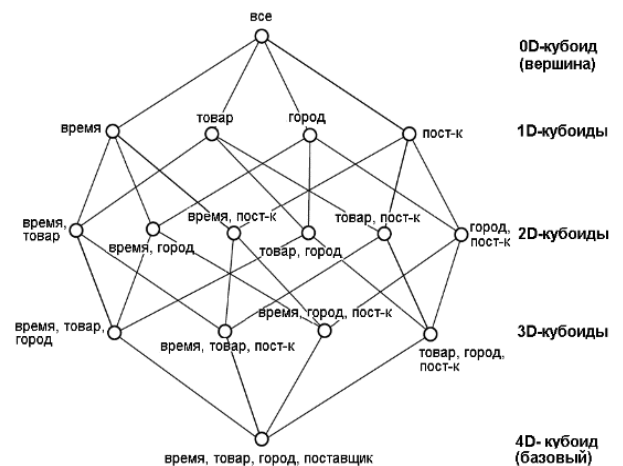 все
0D-кубоид
(вершина)
время
товар
город
пост-к
1D-кубоиды
время,
товар
время, город
время, пост-к
товар, город
товар, пост-к
город,
пост-к
2D-кубоиды
время, товар,
город
время, товар, пост-к
время, город, пост-к
товар, город,
пост-к
3D-кубоиды
время, товар, город, поставщик
4D- кубоид
(базовый)